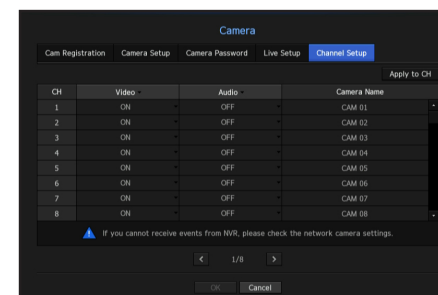 Camera
Cam Registration Camera Setup Camera Password Live Setup Channel Setup
Apply to CH
CH Video Audio Camera Name
1 ON OFF CAM 01
2 ON OFF CAM 02
3 ON OFF CAM 03
4 ON OFF CAM 04
5 ON OFF CAM 05
6 ON OFF CAM 06
7 ON OFF CAM 07
8 ON OFF CAM 08
If you cannot receive events from NVR, please check the network camera settings.
< 1/8 >
OK Cancel